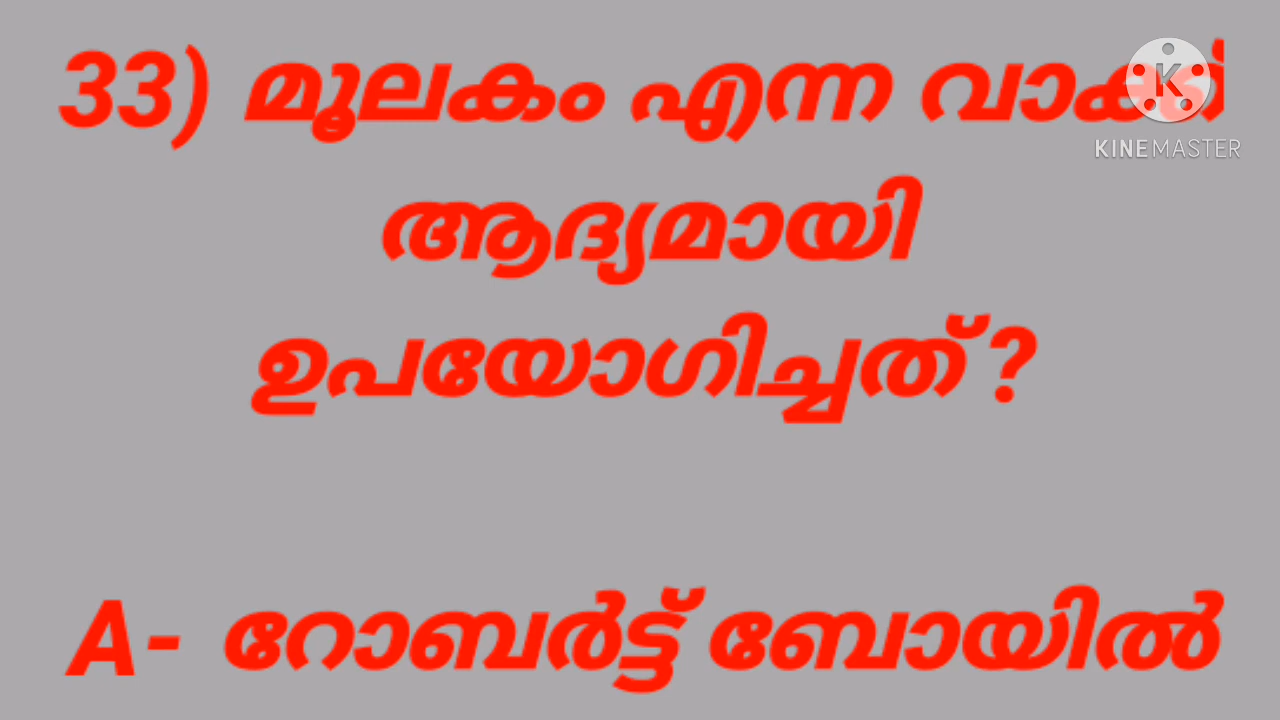 33) മൂലകം എന്ന വാക്ക്
KINEMASTER
ആദ്യമായി
ഉപയോഗിച്ചത് ?
A- റോബർട്ട് ബോയിൽ